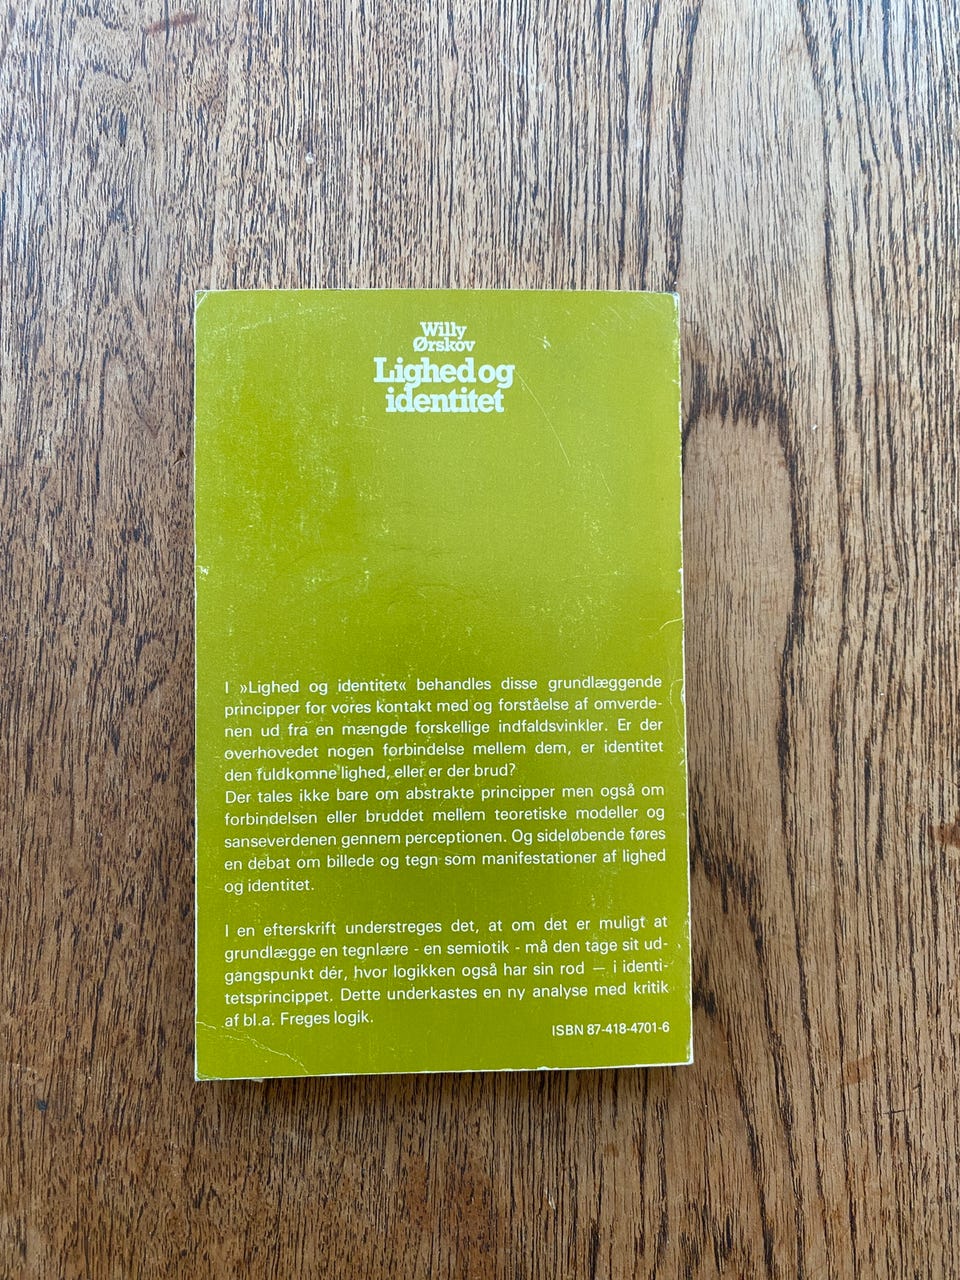 Willy
Ørskov
Lighed og
identitet
I »Lighed og identitet« behandles disse grundlæggende
principper for vores kontakt med og forståelse af omverde-
nen ud fra en mængde forskellige indfaldsvinkler. Er der
overhovedet nogen forbindelse mellem dem, er identitet
den fuldkomne lighed, eller er der brud?
Der tales ikke bare om abstrakte principper men også om
forbindelsen eller bruddet mellem teoretiske modeller og
sanseverdenen gennem perceptionen. Og sideløbende føres
en debat om billede og tegn som manifestationer af lighed
og identitet.
I en efterskrift understreges det, at om det er muligt at
grundlægge en tegnlære - en semiotik - må den tage sit ud-
gangspunkt dér, hvor logikken også har sin rod — i identi-
tetsprincippet. Dette underkastes en ny analyse med kritik
af bl.a. Freges logik.
ISBN 87-418-4701-6